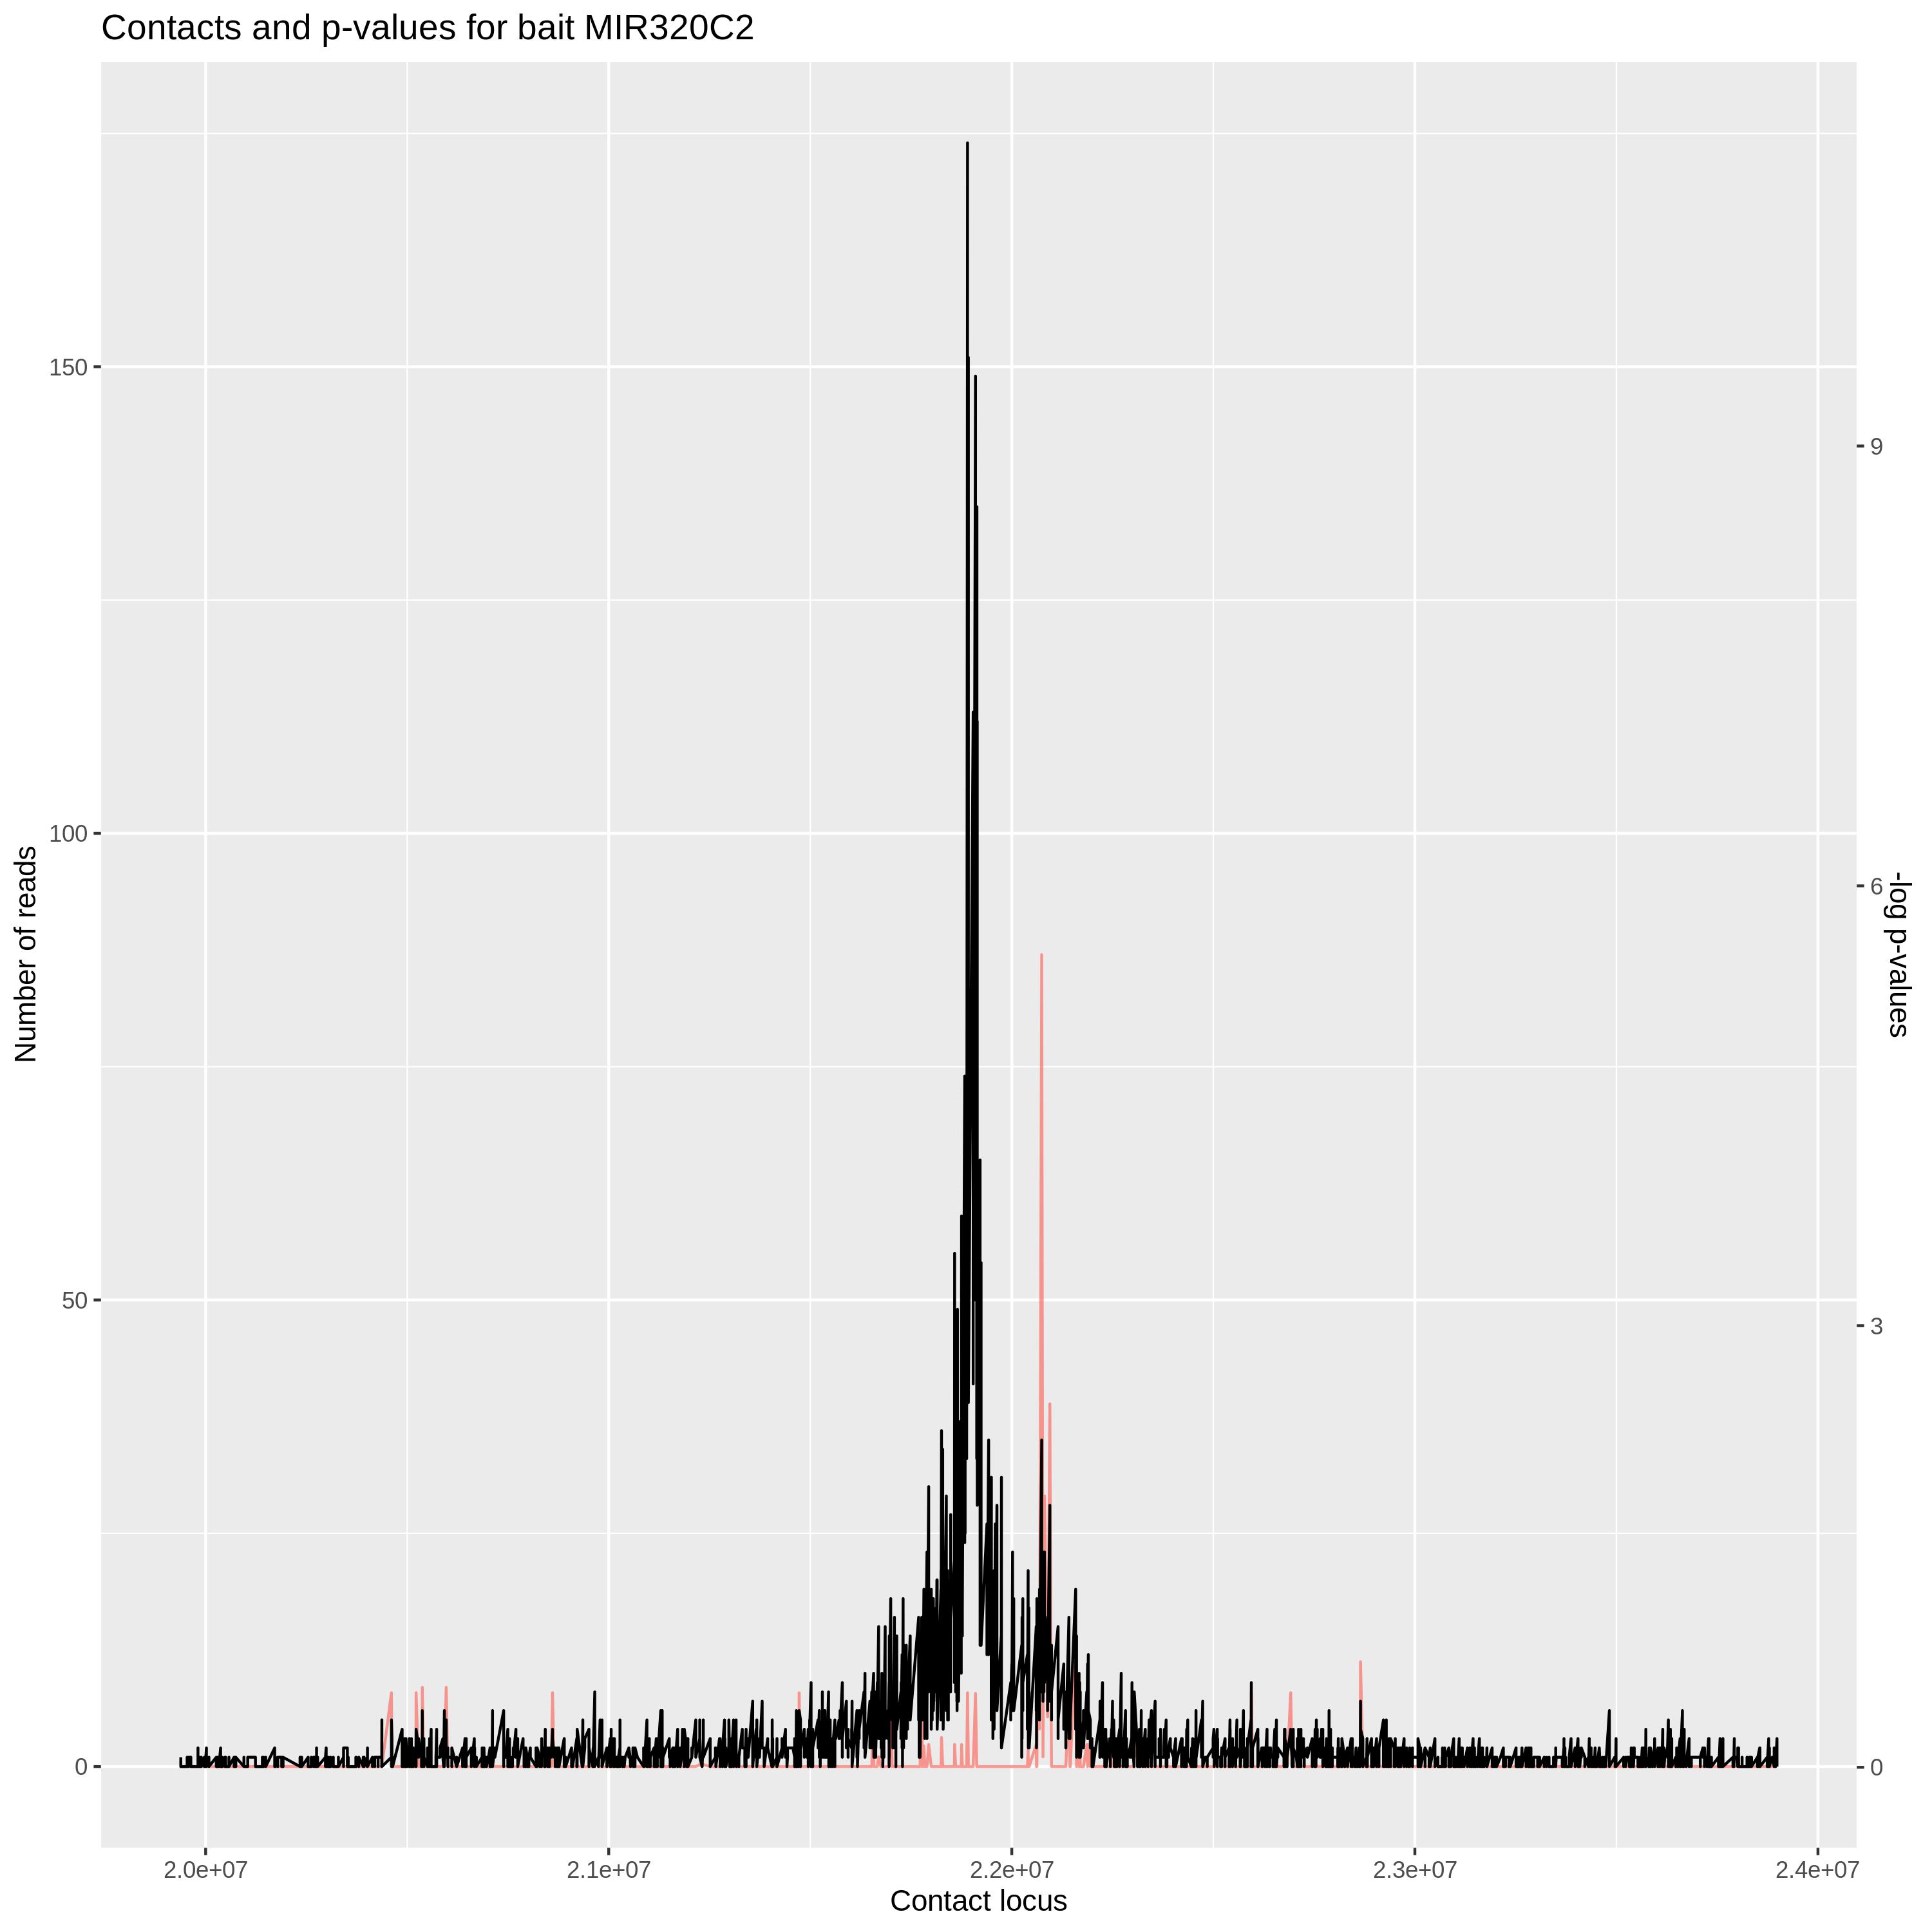 Contacts and p-values for bait MIR320C2
150
100
50
0
Number of reads
9
6
3
0
-log p-values
2.0e+07 2.1e+07 2.2e+07 2.3e+07 2.4e+07
Contact locus